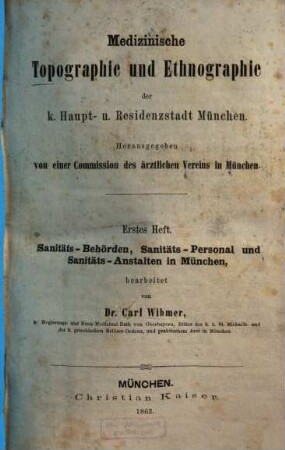 Medizinische
Topographie und Ethnographie
der
k. Haupt- u. Residenzstadt München.
Herausgegeben
von einer Commission des ärztlichen Vereins in München.
Erstes Heft.
Sanitäts-Behörden, Sanitäts-Personal und
Sanitäts-Anstalten in München,
bearbeitet
von
Dr. Carl Wibmer,
k. Regierungs- und Kreis-Medizinal-Rath von Oberbayern, Ritter des k. b. St. Michaels- und
des k. griechischen Erlöser-Ordens, und praktischem Arzt in München.
MÜNCHEN.
Christian Kaiser.
1862.